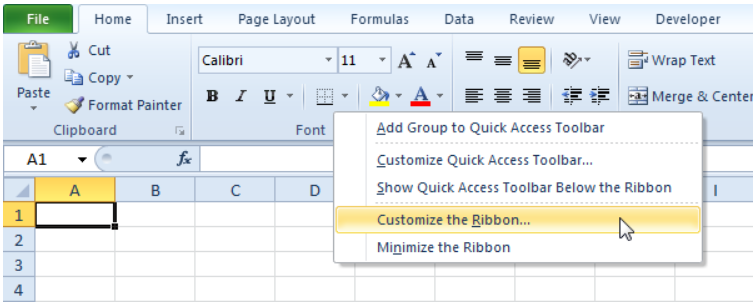 File Home Insert Page Layout Formulas Data Review View Developer
Cut
Calibri 11 A A Wrap Text
Copy
Paste
Format Painter
B I U A Merge & Center
Clipboard Font
Add Group to Quick Access Toolbar
Customize Quick Access Toolbar...
Show Quick Access Toolbar Below the Ribbon
Customize the Ribbon...
Minimize the Ribbon
A1 fx
A B C D I
1
2
3
4